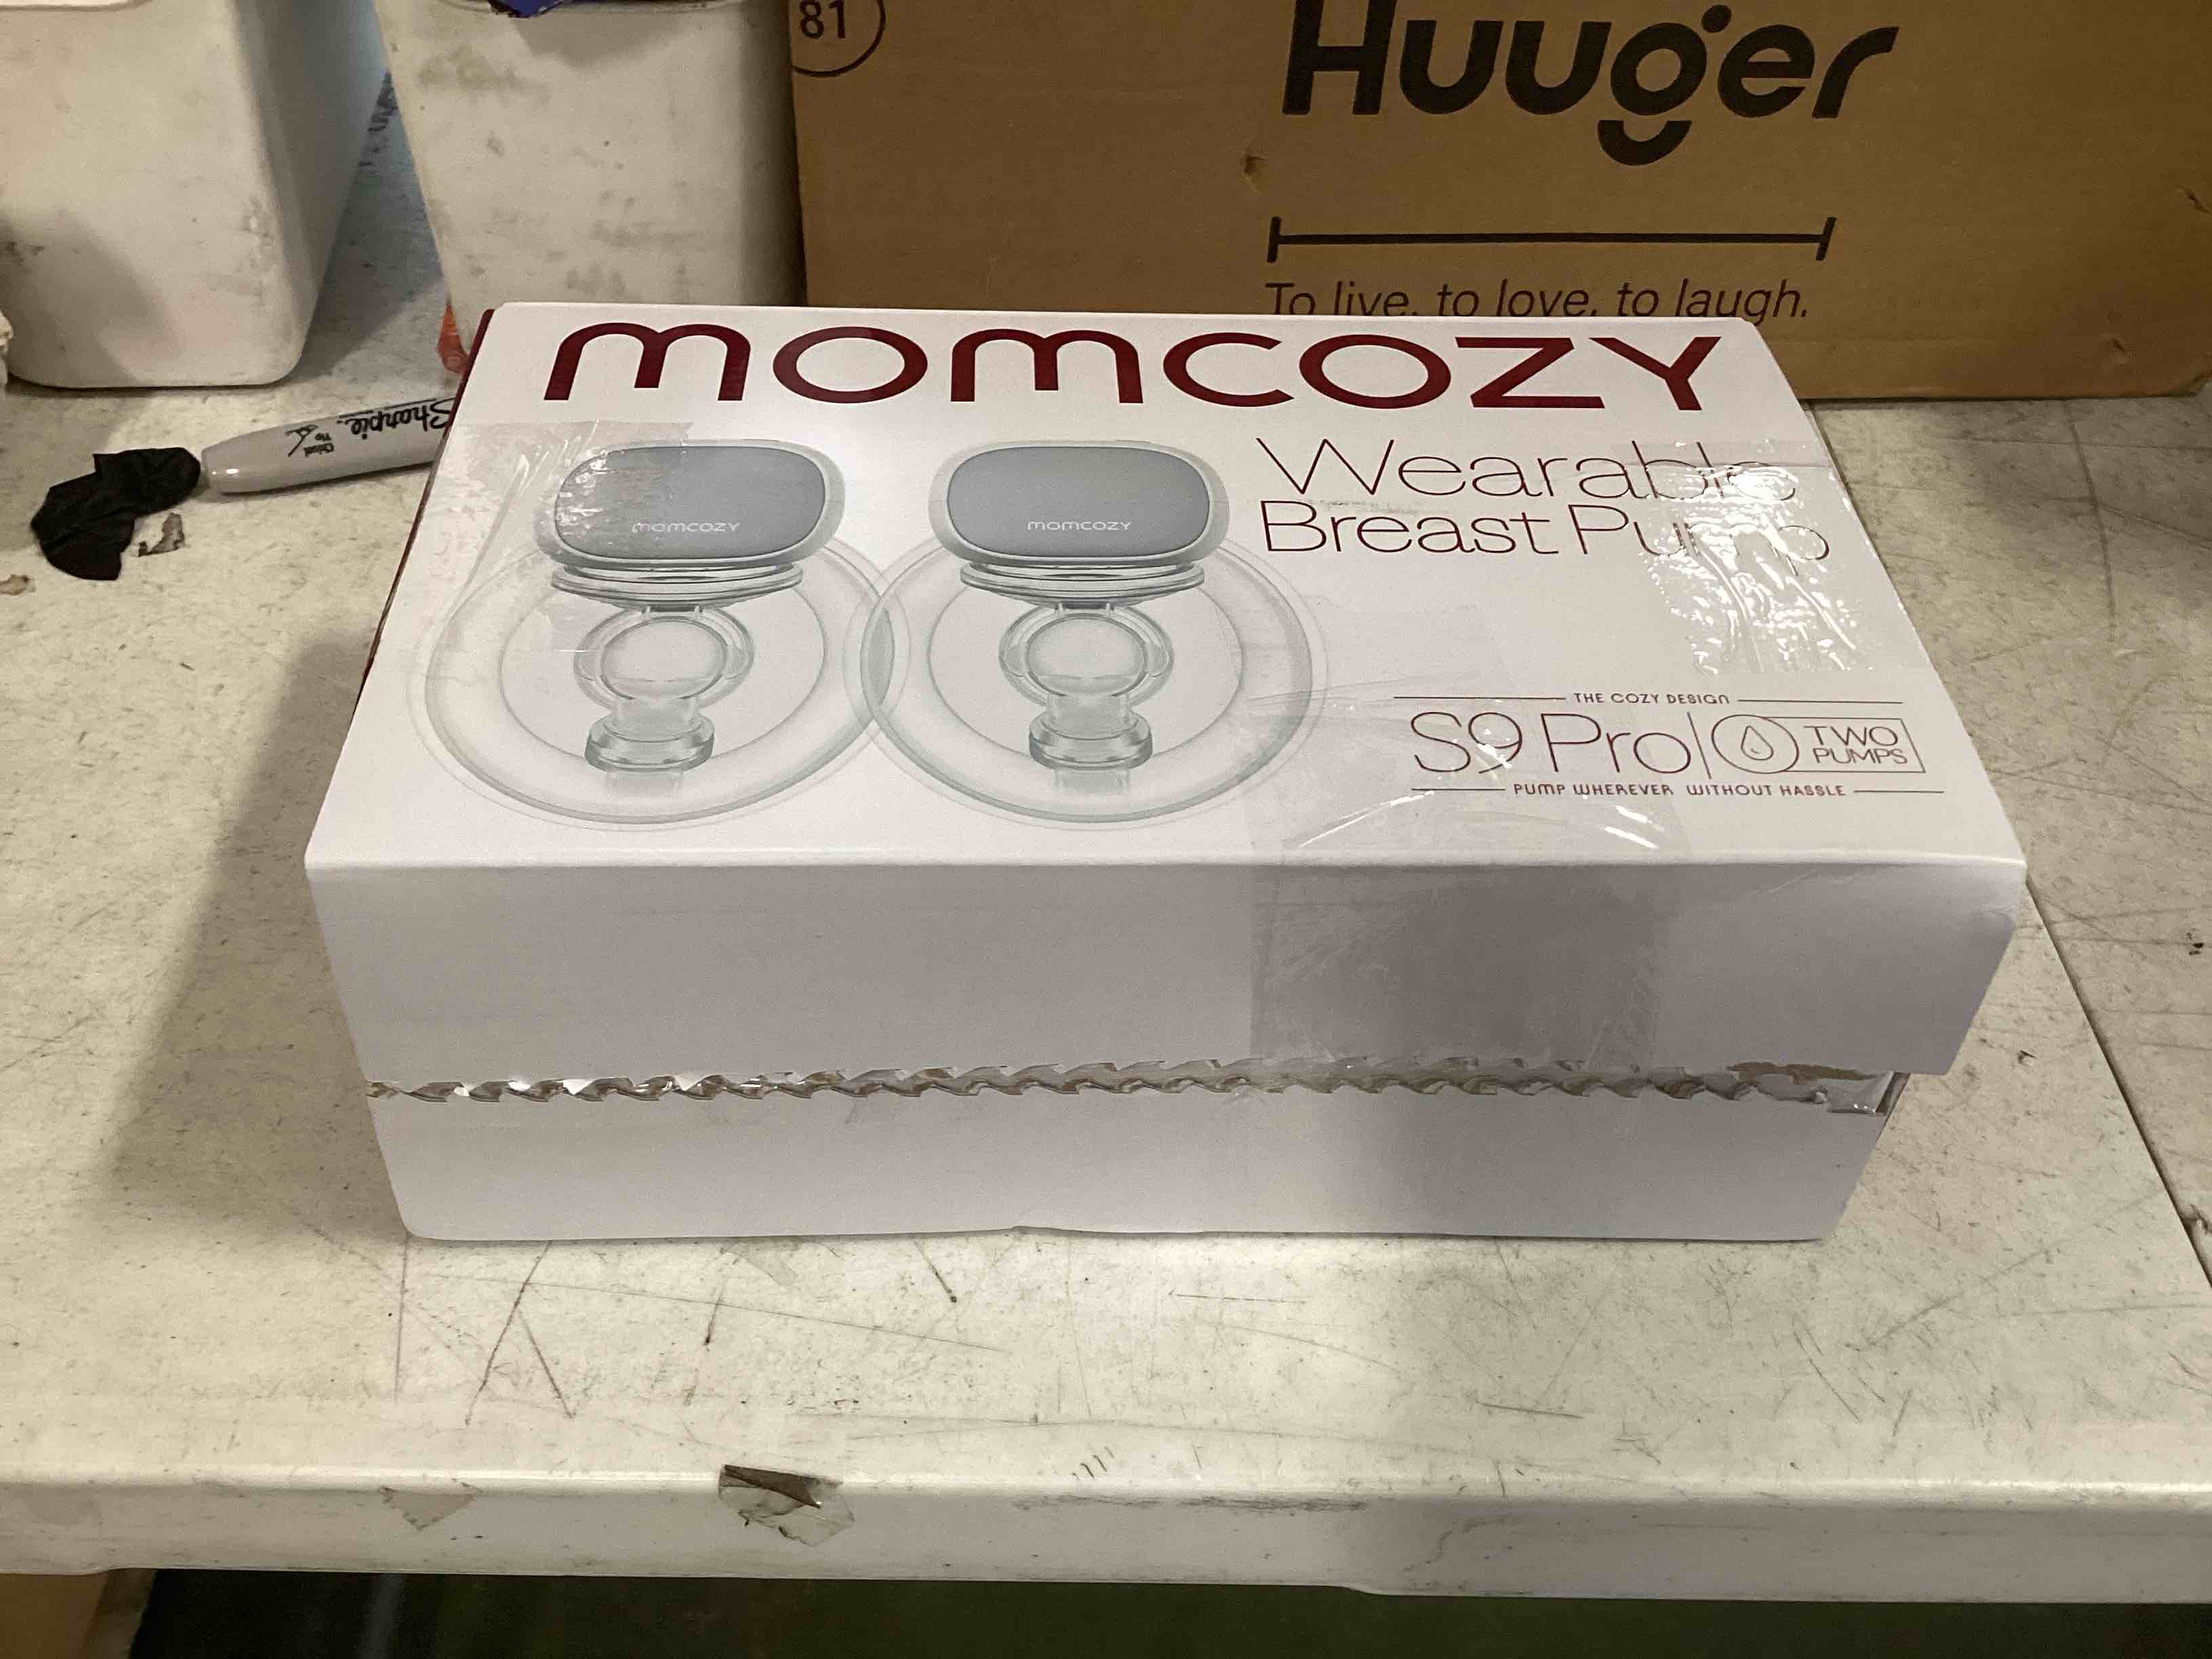 81
Huuger
To live, to love, to laugh.
Sharpie.
momcozy
Wearable
Breast Pump
momcozy
momcozy
THE COZY DESIGN
S9 Pro
TWO
PUMPS
PUMP WHEREVER WITHOUT HASSLE